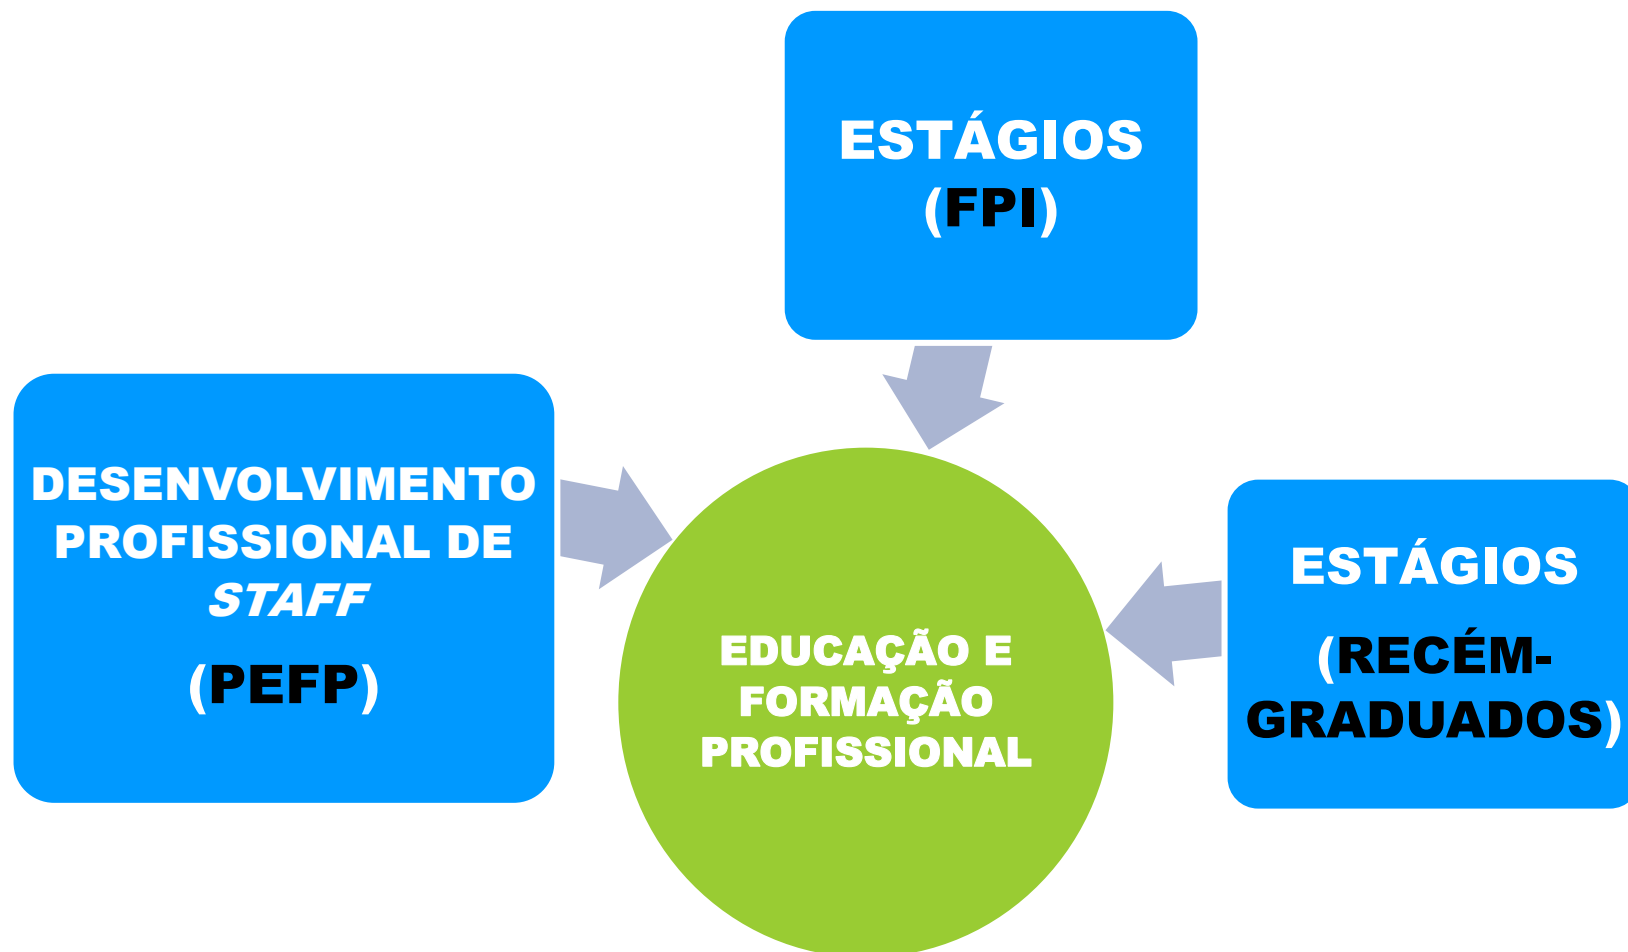 ESTÁGIOS
(FPI)
DESENVOLVIMENTO
PROFISSIONAL DE
STAFF
(PEFP)
EDUCAÇÃO E
FORMAÇÃO
PROFISSIONAL
ESTÁGIOS
(RECÉM-
GRADUADOS)